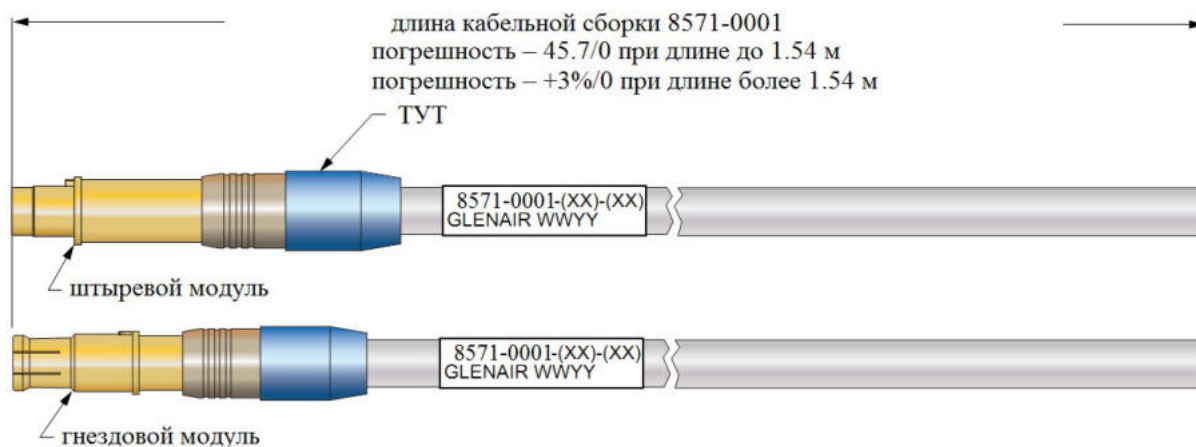 длина кабельной сборки 8571-0001
погрешность – 45.7/0 при длине до 1.54 м
погрешность – +3%/0 при длине более 1.54 м
ТУТ
8571-0001-(XX)-(XX)
GLENAIR WWYY
штыревой модуль
8571-0001-(XX)-(XX)
GLENAIR WWYY
гнездовой модуль